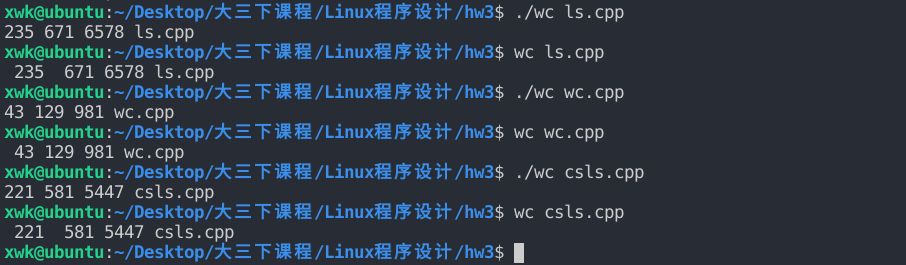 xwk@ubuntu:~/Desktop/大三下课程/Linux程序设计/hw3$ ./wc ls.cpp
235 671 6578 ls.cpp
xwk@ubuntu:~/Desktop/大三下课程/Linux程序设计/hw3$ wc ls.cpp
 235  671 6578 ls.cpp
xwk@ubuntu:~/Desktop/大三下课程/Linux程序设计/hw3$ ./wc wc.cpp
43 129 981 wc.cpp
xwk@ubuntu:~/Desktop/大三下课程/Linux程序设计/hw3$ wc wc.cpp
 43 129 981 wc.cpp
xwk@ubuntu:~/Desktop/大三下课程/Linux程序设计/hw3$ ./wc csls.cpp
221 581 5447 csls.cpp
xwk@ubuntu:~/Desktop/大三下课程/Linux程序设计/hw3$ wc csls.cpp
 221  581 5447 csls.cpp
xwk@ubuntu:~/Desktop/大三下课程/Linux程序设计/hw3$